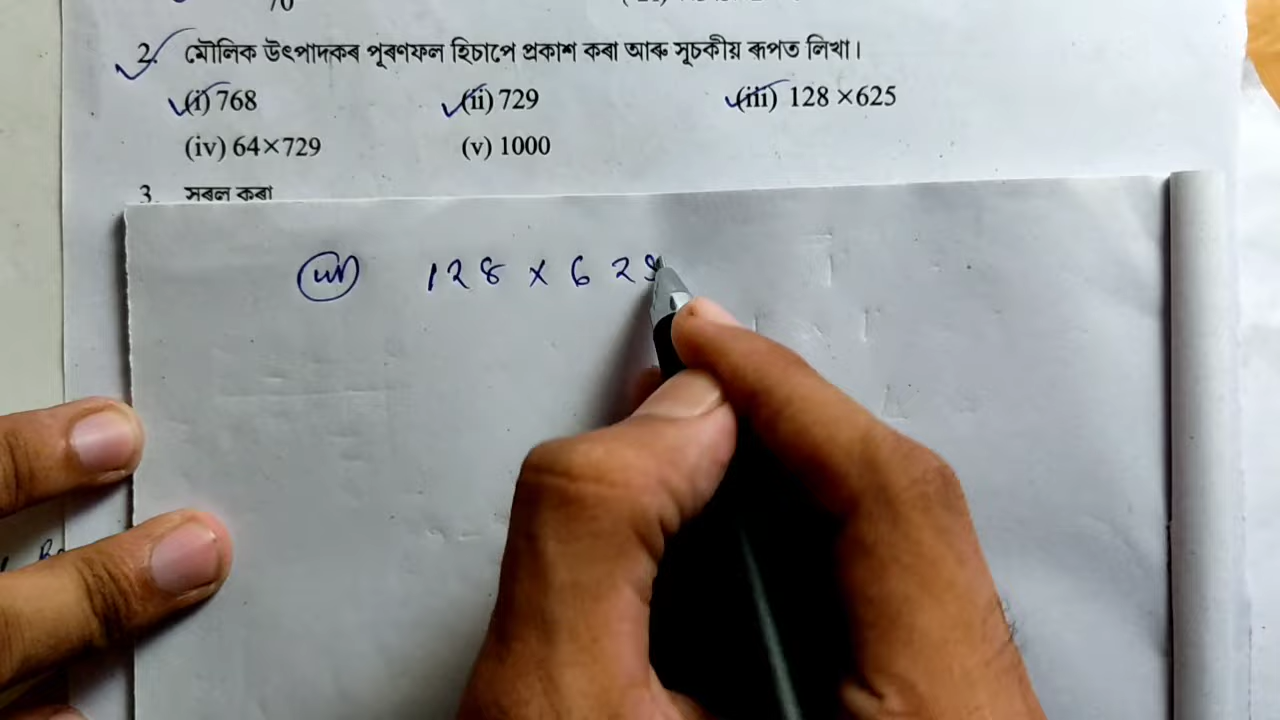 70
2. মৌলিক উৎপাদকৰ পূৰণফল হিচাপে প্ৰকাশ কৰা আৰু সূচকীয় ৰূপত লিখা।
(i) 768 (ii) 729 (iii) 128 ×625
(iv) 64×729 (v) 1000
3. সৰল কৰা
(iii) 128 × 625